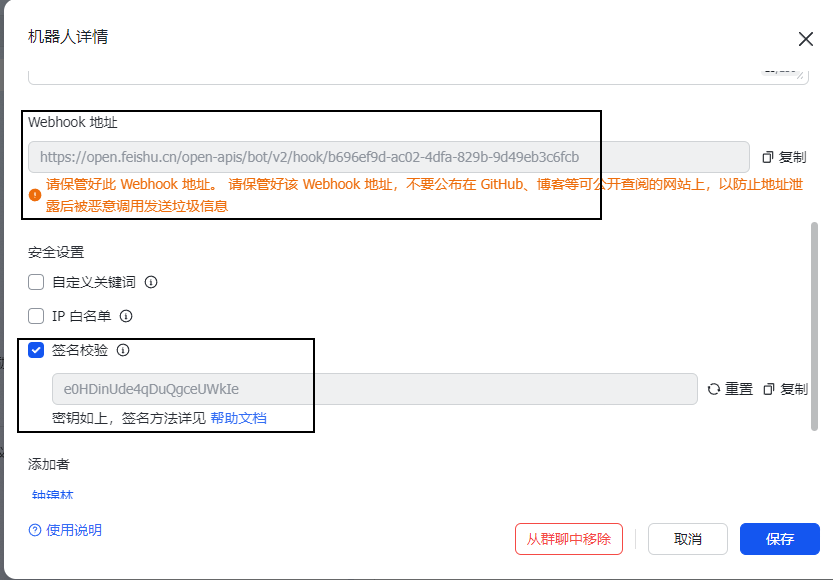 机器人详情
Webhook 地址
https://open.feishu.cn/open-apis/bot/v2/hook/b696ef9d-ac02-4dfa-829b-9d49eb3c6fcb
复制
请保管好此 Webhook 地址。 请保管好该 Webhook 地址，不要公布在 GitHub、博客等可公开查阅的网站上，以防止地址泄
露后被恶意调用发送垃圾信息
安全设置
自定义关键词
IP 白名单
签名校验
e0HDinUde4qDuQgceUWkIe
重置 复制
密钥如上，签名方法详见 帮助文档
添加者
钟锦林
使用说明
从群聊中移除
取消
保存